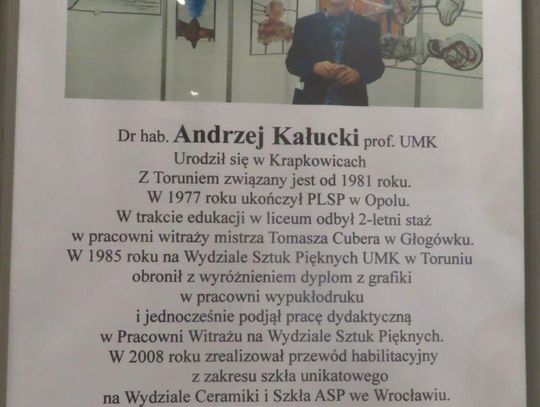 Dr hab. Andrzej Kałucki prof. UMK
Urodził się w Krapkowicach
Z Toruniem związany jest od 1981 roku.
W 1977 roku ukończył PLSP w Opolu.
W trakcie edukacji w liceum odbył 2-letni staż
w pracowni witraży mistrza Tomasza Cubera w Głogówku.
W 1985 roku na Wydziale Sztuk Pięknych UMK w Toruniu
obronił z wyróżnieniem dyplom z grafiki
w pracowni wypukłodruku
i jednocześnie podjął pracę dydaktyczną
w Pracowni Witrażu na Wydziale Sztuk Pięknych.
W 2008 roku zrealizował przewód habilitacyjny
z zakresu szkła unikatowego
na Wydziale Ceramiki i Szkła ASP we Wrocławiu.